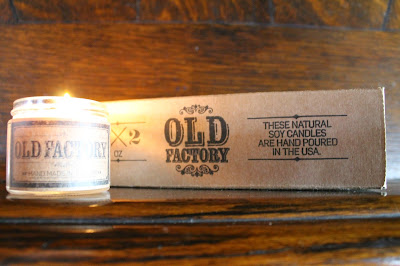 OLD FACTORY
X2
OZ
OLD
FACTORY
THESE NATURAL
SOY CANDLES
ARE HAND POURED
IN THE USA.